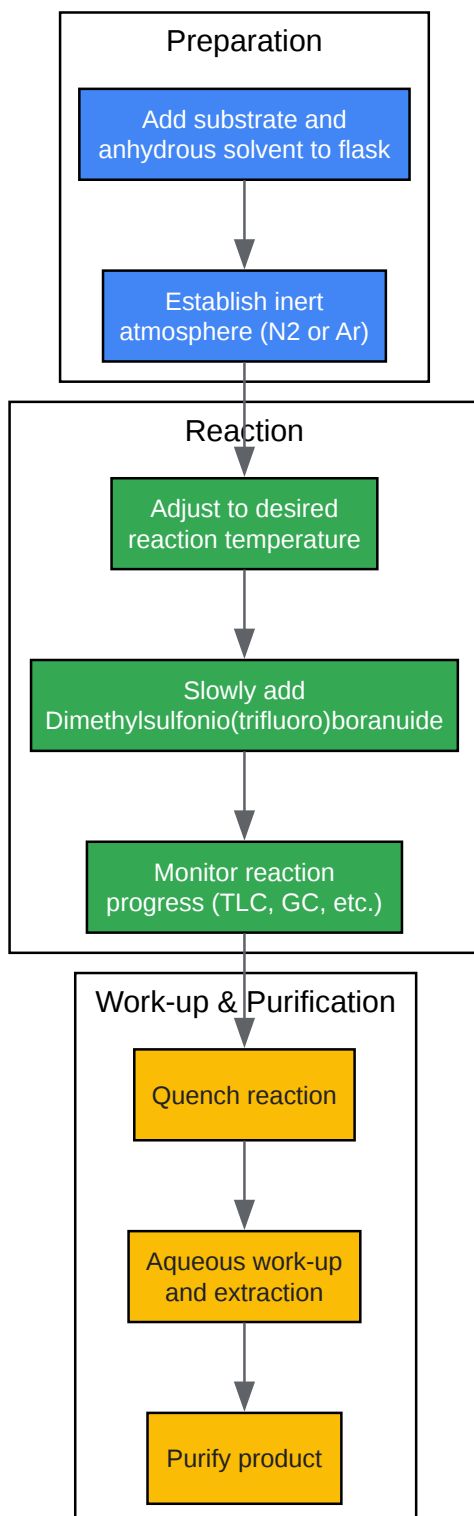 Preparation
Add substrate and
anhydrous solvent to flask
Establish inert
atmosphere (N2 or Ar)
Reaction
Adjust to desired
reaction temperature
Slowly add
Dimethylsulfonio(trifluoro)boranuide
Monitor reaction
progress (TLC, GC, etc.)
Work-up & Purification
Quench reaction
Aqueous work-up
and extraction
Purify product